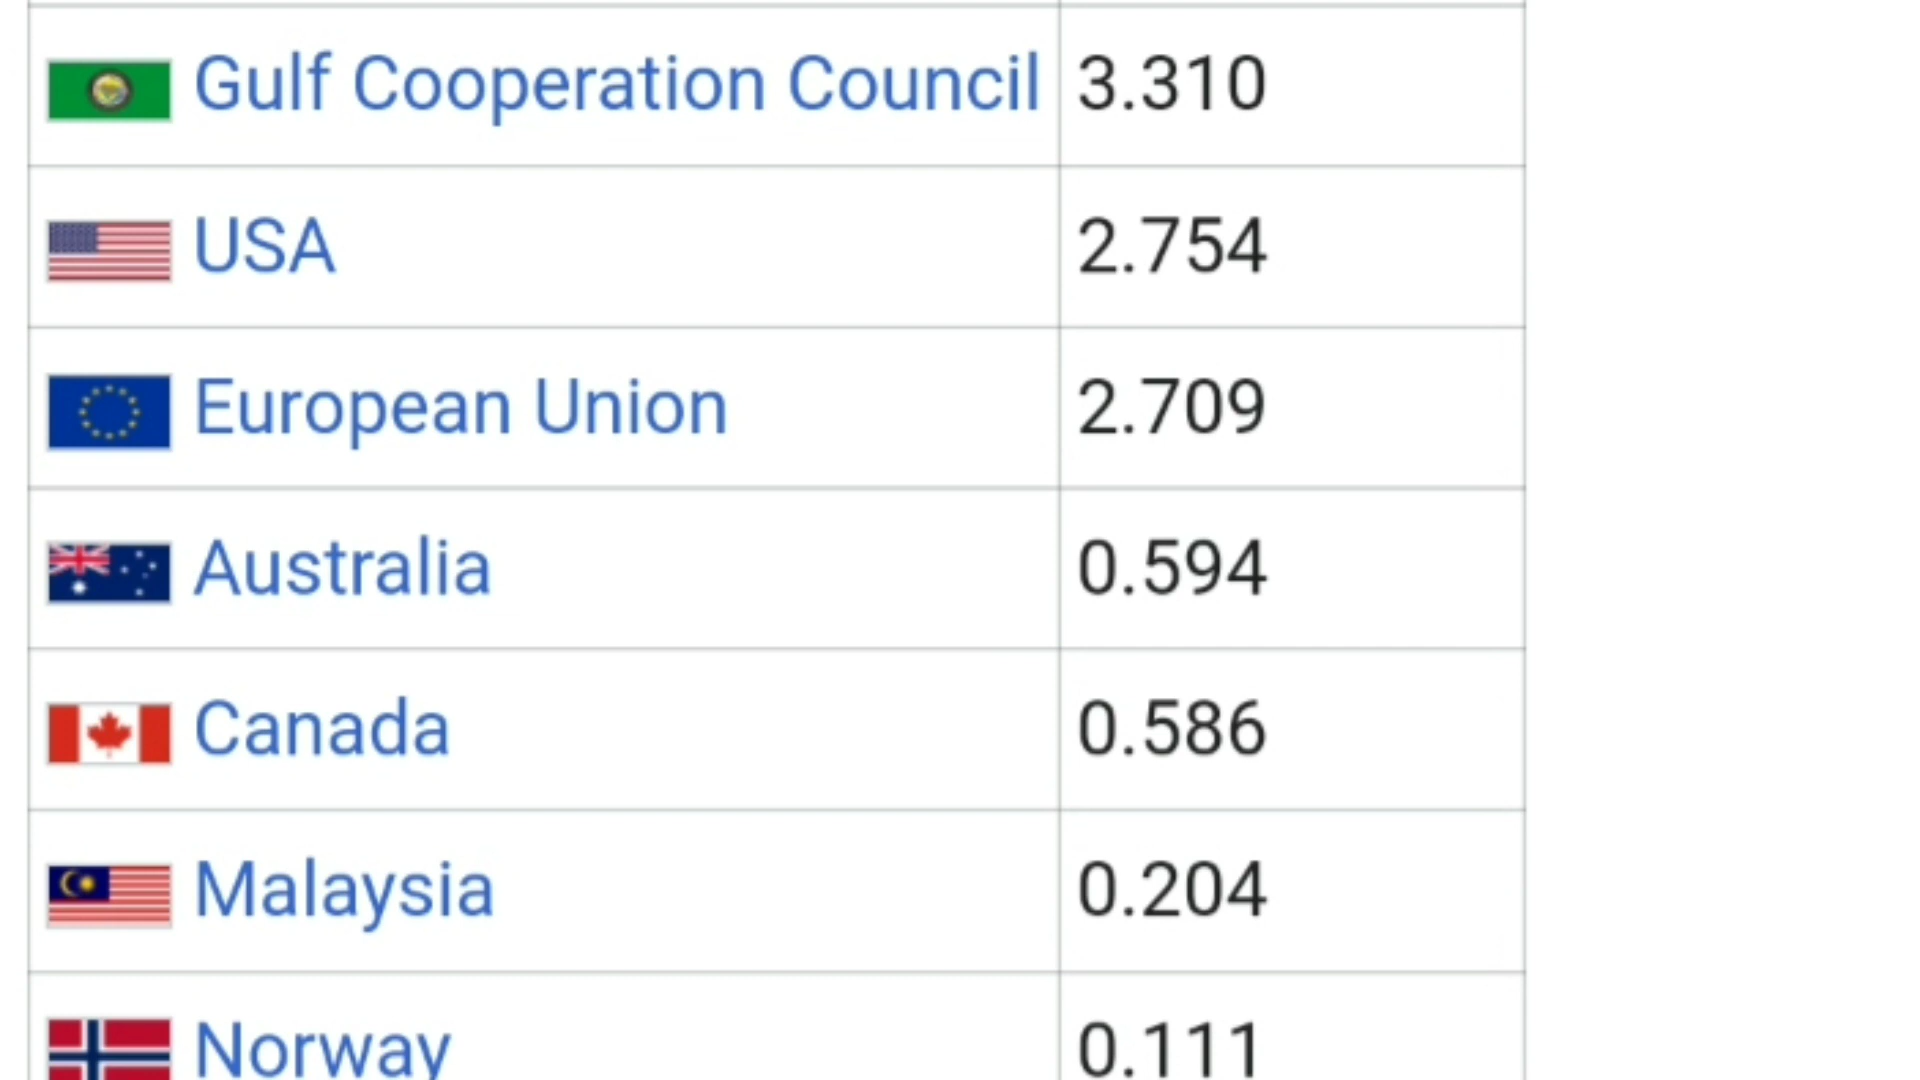 Gulf Cooperation Council 3.310
USA 2.754
European Union 2.709
Australia 0.594
Canada 0.586
Malaysia 0.204
Norway 0.111